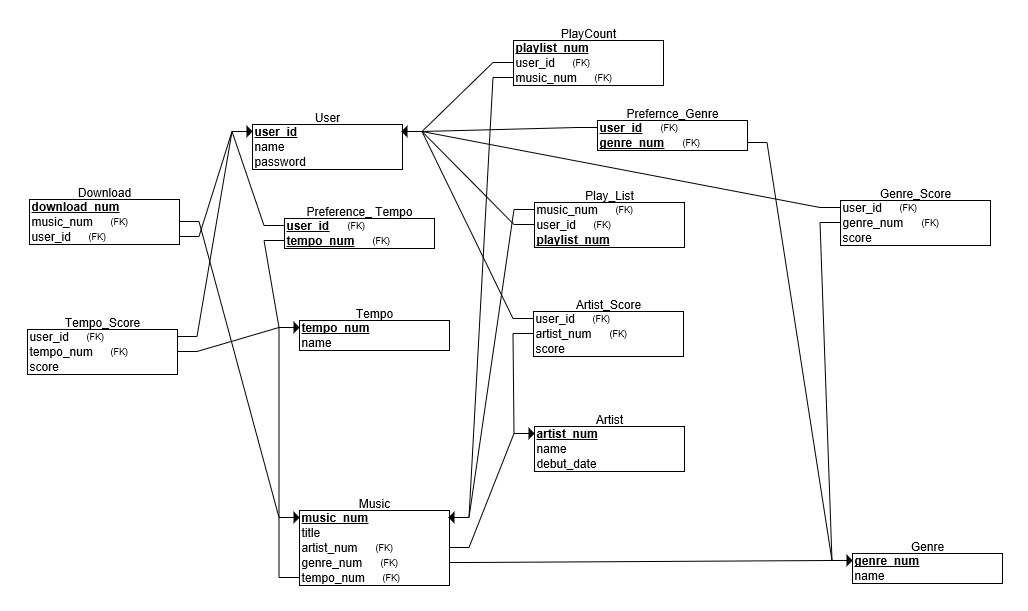 PlayCount
playlist_num
user_id (FK)
music_num (FK)
User
user_id
name
password
Prefernce_Genre
user_id (FK)
genre_num (FK)
Download
download_num
music_num (FK)
user_id (FK)
Preference_ Tempo
user_id (FK)
tempo_num (FK)
Play_List
music_num (FK)
user_id (FK)
playlist_num
Genre_Score
user_id (FK)
genre_num (FK)
score
Tempo_Score
user_id (FK)
tempo_num (FK)
score
Tempo
tempo_num
name
Artist_Score
user_id (FK)
artist_num (FK)
score
Artist
artist_num
name
debut_date
Music
music_num
title
artist_num (FK)
genre_num (FK)
tempo_num (FK)
Genre
genre_num
name